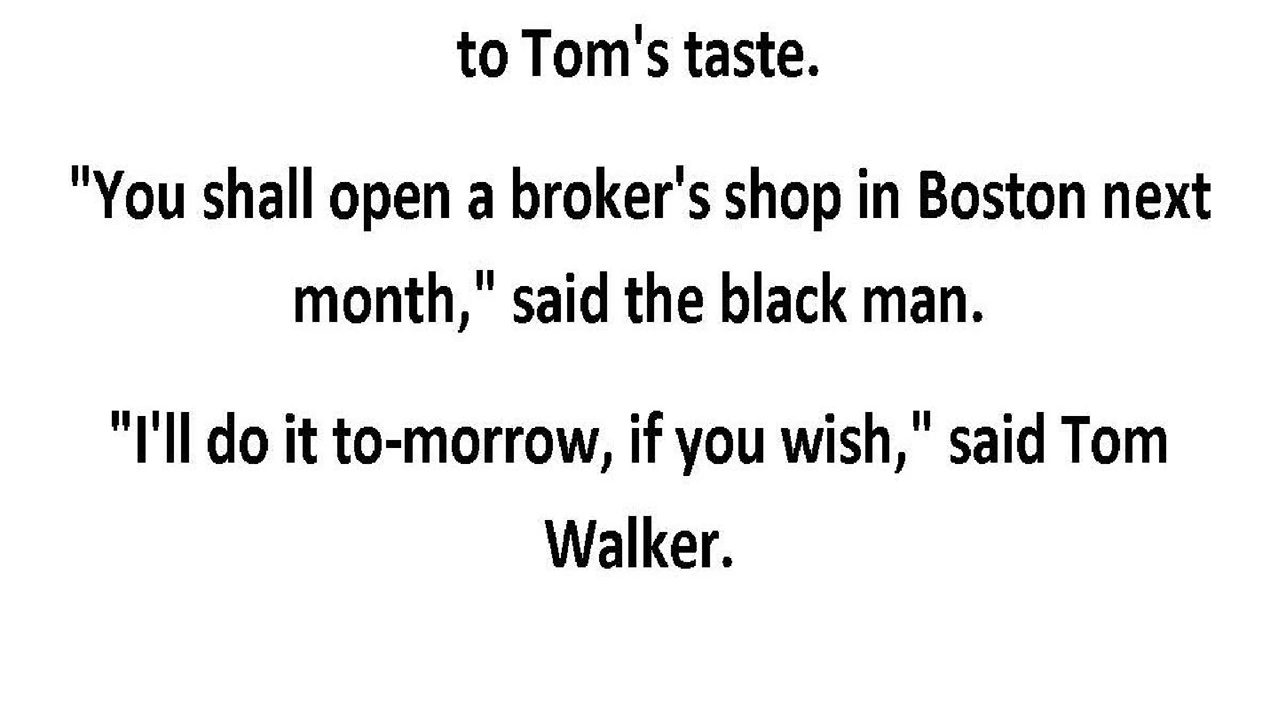 to Tom's taste.
"You shall open a broker's shop in Boston next
month," said the black man.
"I'll do it to-morrow, if you wish," said Tom
Walker.